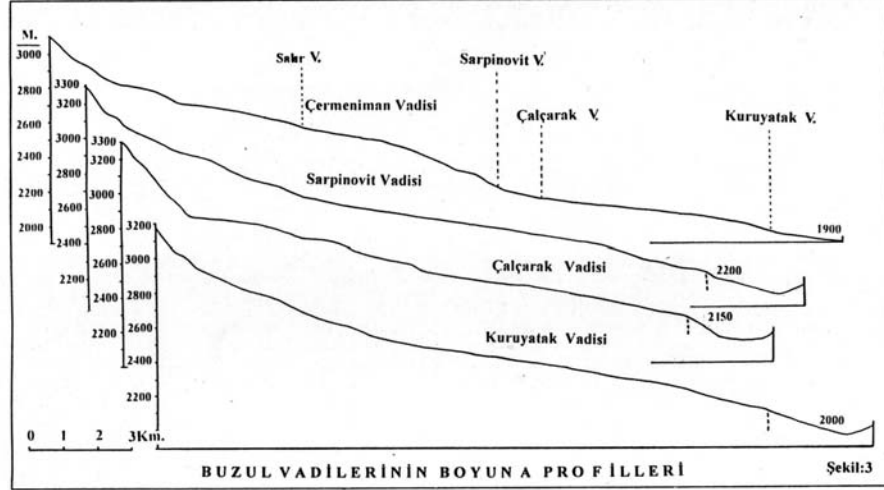 M.
3000
2800
2600
2400
2200
2000
3300
3200
3000
2800
2600
2400
2200
3300
3200
3000
2800
2600
2400
2200
3200
3000
2800
2600
2400
2200
Sakır V.
Sarpinovit V.
Çalçarak V.
Kuruyatak V.
Çermeniman Vadisi
Sarpinovit Vadisi
Çalçarak Vadisi
Kuruyatak Vadisi
1900
2200
2150
2000
0 1 2 3Km.
BUZUL VADİLERİNİN BOYUNA PROFİLLERİ
Şekil:3